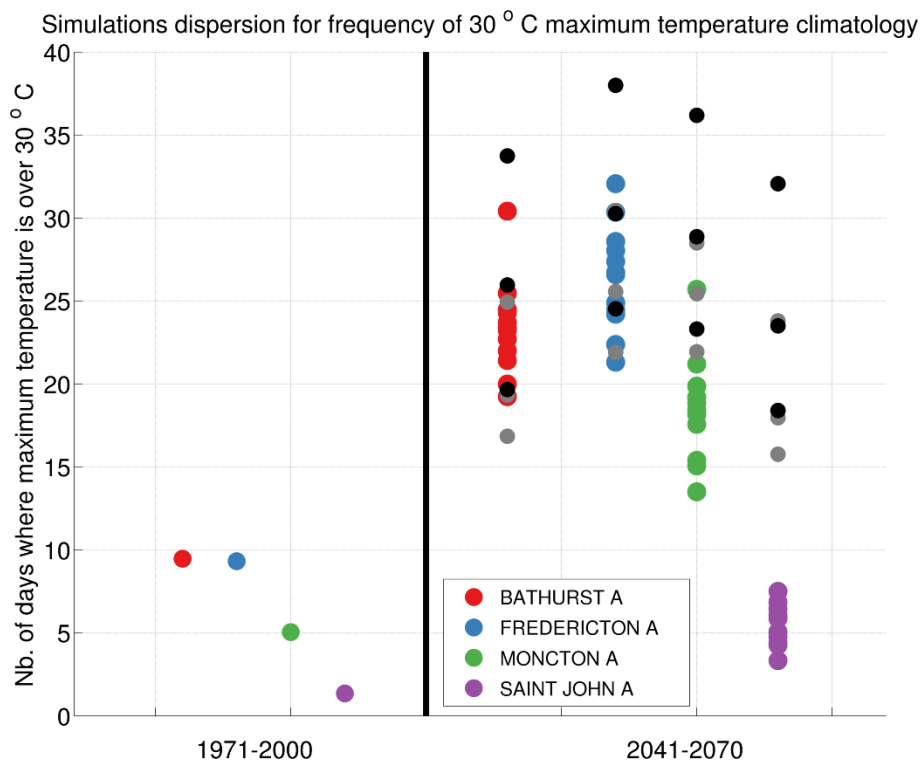 Simulations dispersion for frequency of 30 ° C maximum temperature climatology
Nb. of days where maximum temperature is over 30 ° C
40
35
30
25
20
15
10
5
0
BATHURST A
FREDERICTON A
MONCTON A
SAINT JOHN A
1971-2000
2041-2070